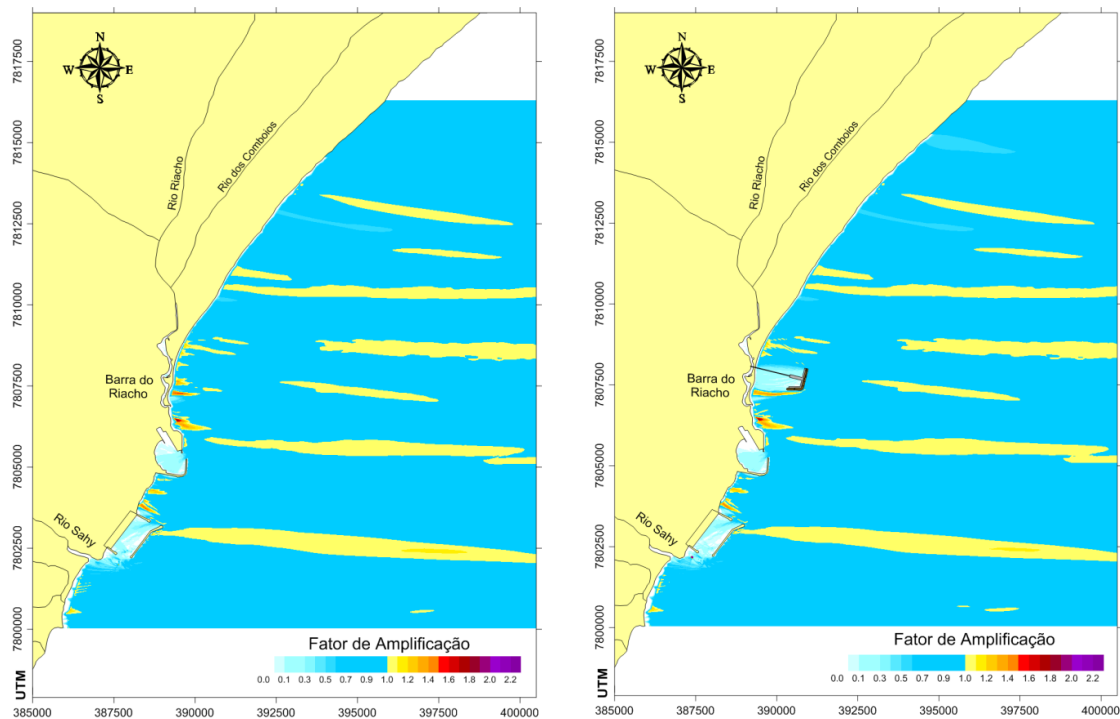 N
W E
S
7817500
7815000
7812500
7810000
7807500
7805000
7802500
7800000
UTM
Rio Riacho
Rio dos Comboios
Barra do
Riacho
Rio Sahy
Fator de Amplificação
0.0 0.1 0.3 0.5 0.7 0.9 1.0 1.2 1.4 1.5 1.6 1.8 2.0 2.2
385000 387500 390000 392500 395000 397500 400000
N
W E
S
7817500
7815000
7812500
7810000
7807500
7805000
7802500
7800000
UTM
Rio Riacho
Rio dos Comboios
Barra do
Riacho
Rio Sahy
Fator de Amplificação
0.0 0.1 0.3 0.5 0.7 0.9 1.0 1.2 1.4 1.5 1.6 1.8 2.0 2.2
385000 387500 390000 392500 395000 397500 400000